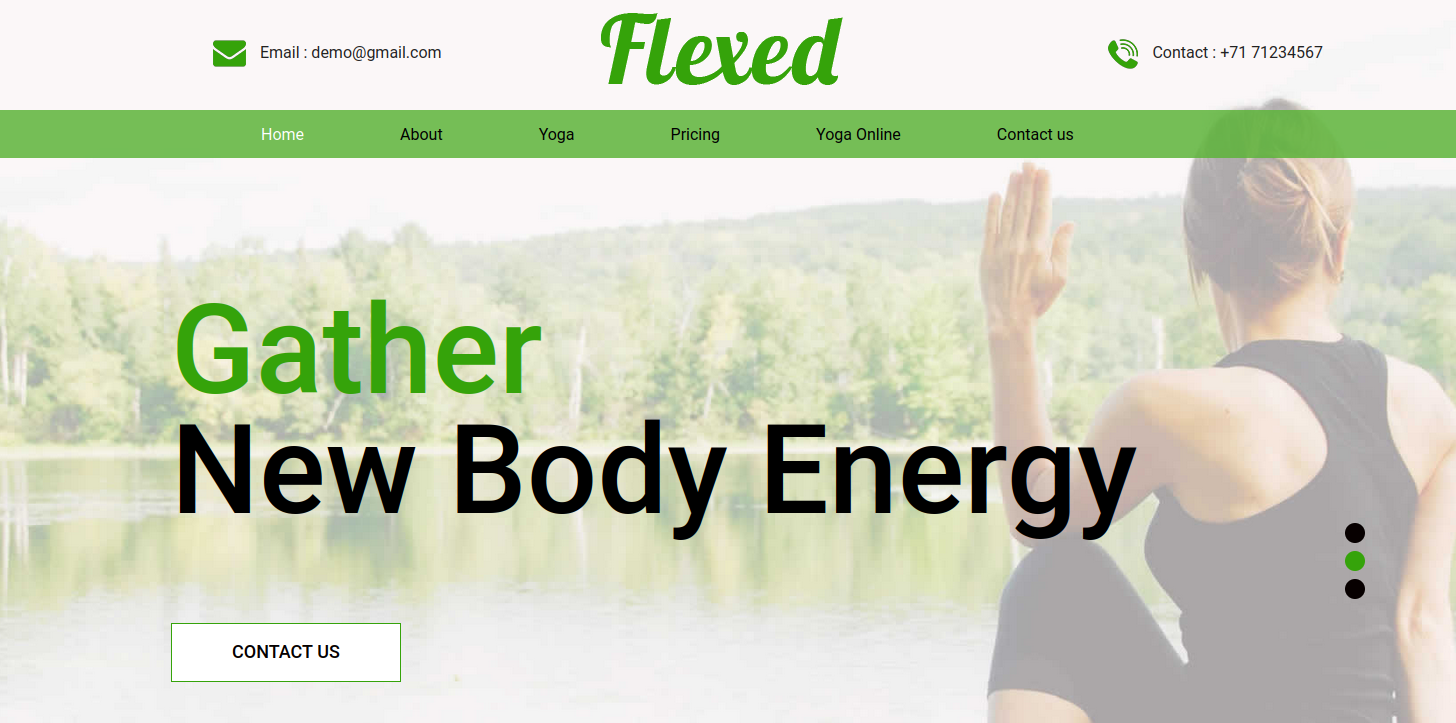 Email : demo@gmail.com
Flexed
Contact : +71 71234567
Home About Yoga Pricing Yoga Online Contact us
Gather
New Body Energy
CONTACT US